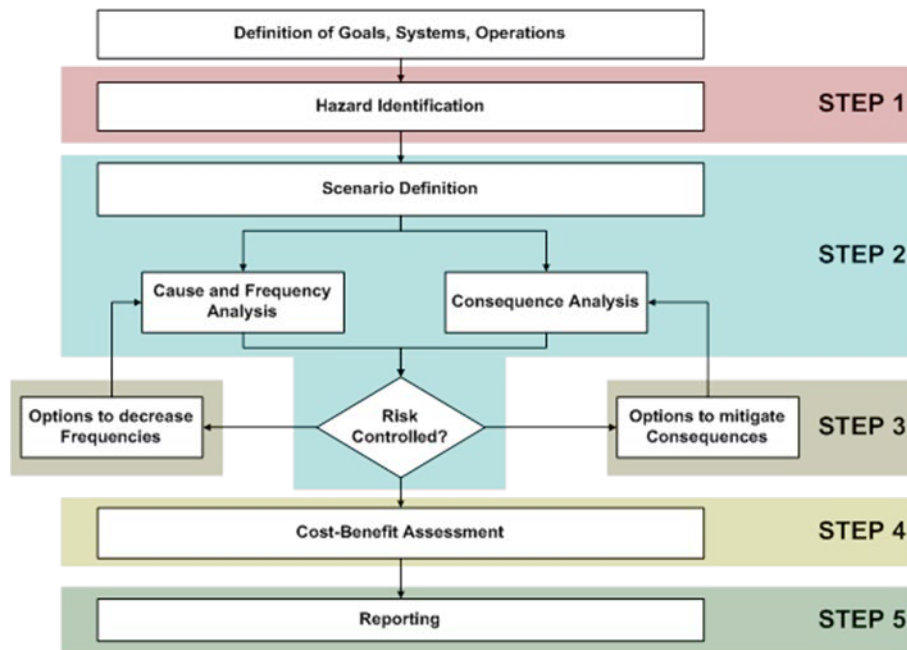 Definition of Goals, Systems, Operations
Hazard Identification
STEP 1
Scenario Definition
STEP 2
Cause and Frequency
Analysis
Consequence Analysis
Options to decrease
Frequencies
Risk
Controlled?
Options to mitigate
Consequences
STEP 3
Cost-Benefit Assessment
STEP 4
Reporting
STEP 5